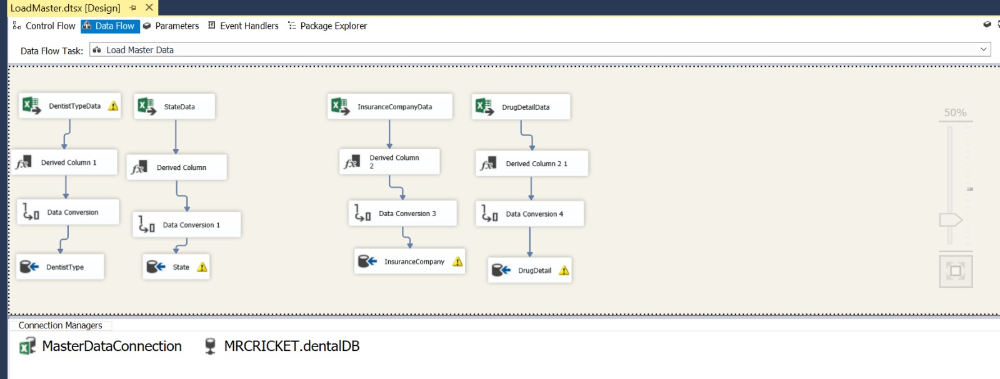 LoadMaster.dtsx [Design]
Control Flow Data Flow Parameters Event Handlers Package Explorer
Data Flow Task: Load Master Data
50%
DentistTypeData StateData InsuranceCompanyData DrugDetailData
Derived Column 1 Derived Column Derived Column
2
Derived Column 2 1
Data Conversion Data Conversion 1 Data Conversion 3 Data Conversion 4
DentistType State InsuranceCompany DrugDetail
Connection Managers
MasterDataConnection MRCRICKET.dentalDB